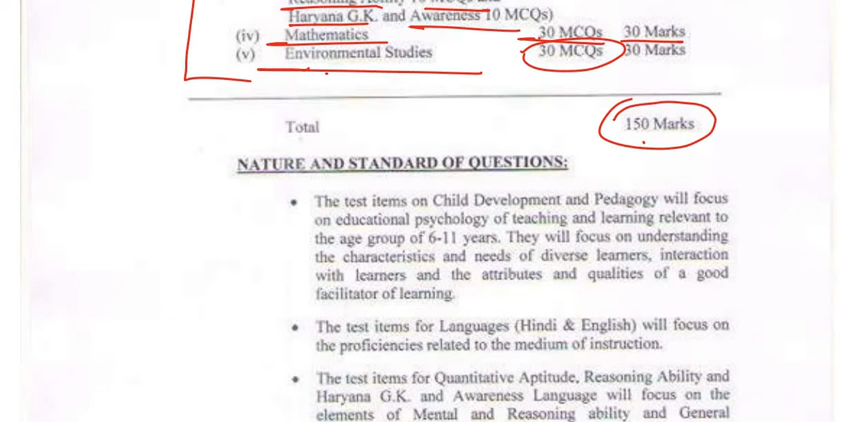 Reasoning Ability 10 MCQs and
Haryana G.K. and Awareness 10 MCQs)
(iv) Mathematics 30 MCQs 30 Marks
(v) Environmental Studies 30 MCQs 30 Marks
Total 150 Marks
NATURE AND STANDARD OF QUESTIONS:
• The test items on Child Development and Pedagogy will focus
on educational psychology of teaching and learning relevant to
the age group of 6-11 years. They will focus on understanding
the characteristics and needs of diverse learners, interaction
with learners and the attributes and qualities of a good
facilitator of learning.
• The test items for Languages (Hindi & English) will focus on
the proficiencies related to the medium of instruction.
• The test items for Quantitative Aptitude, Reasoning Ability and
Haryana G.K. and Awareness Language will focus on the
elements of Mental and Reasoning ability and General